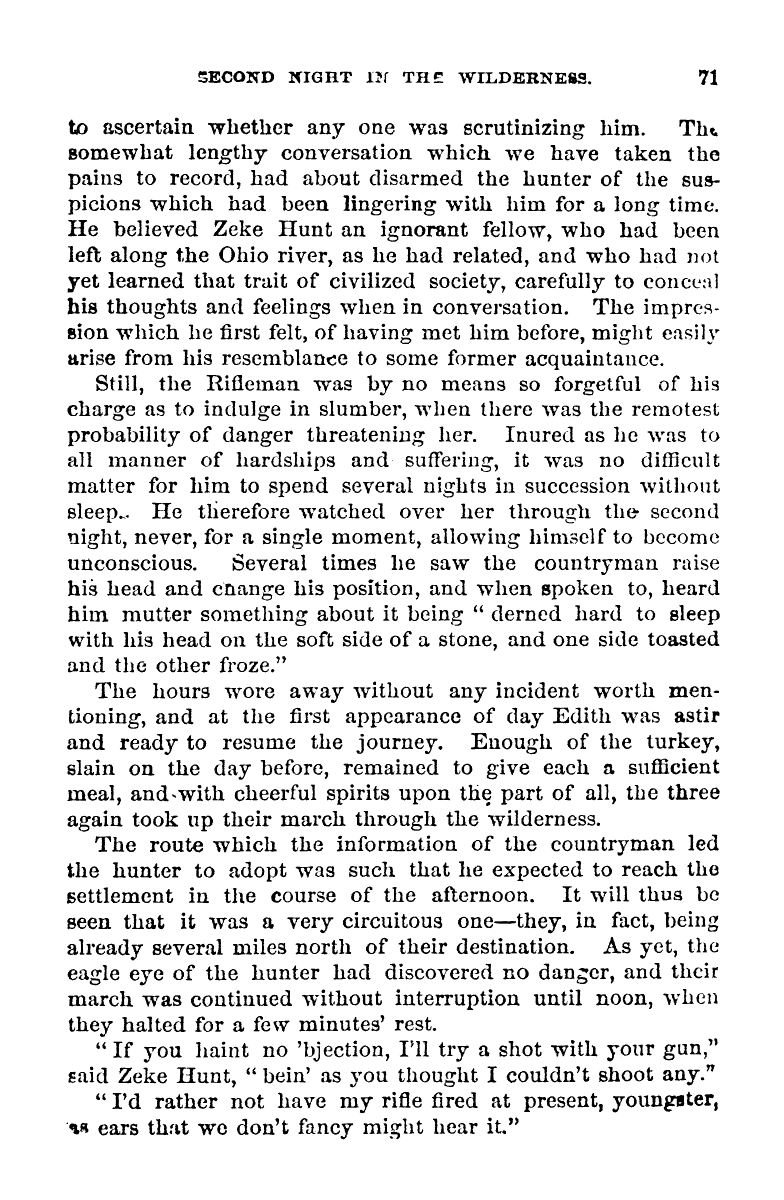 SECOND NIGHT IN THE WILDERNESS. 71
to ascertain whether any one was scrutinizing him. The
somewhat lengthy conversation which we have taken the
pains to record, had about disarmed the hunter of the sus-
picions which had been lingering with him for a long time.
He believed Zeke Hunt an ignorant fellow, who had been
left along the Ohio river, as he had related, and who had not
yet learned that trait of civilized society, carefully to conceal
his thoughts and feelings when in conversation. The impres-
sion which he first felt, of having met him before, might easily
arise from his resemblance to some former acquaintance.
Still, the Rifleman was by no means so forgetful of his
charge as to indulge in slumber, when there was the remotest
probability of danger threatening her. Inured as he was to
all manner of hardships and suffering, it was no difficult
matter for him to spend several nights in succession without
sleep. He therefore watched over her through the second
night, never, for a single moment, allowing himself to become
unconscious. Several times he saw the countryman raise
his head and change his position, and when spoken to, heard
him mutter something about it being " derned hard to sleep
with his head on the soft side of a stone, and one side toasted
and the other froze."
The hours wore away without any incident worth men-
tioning, and at the first appearance of day Edith was astir
and ready to resume the journey. Enough of the turkey,
slain on the day before, remained to give each a sufficient
meal, and with cheerful spirits upon the part of all, the three
again took up their march through the wilderness.
The route which the information of the countryman led
the hunter to adopt was such that he expected to reach the
settlement in the course of the afternoon. It will thus be
seen that it was a very circuitous one—they, in fact, being
already several miles north of their destination. As yet, the
eagle eye of the hunter had discovered no danger, and their
march was continued without interruption until noon, when
they halted for a few minutes' rest.
" If you haint no 'bjection, I'll try a shot with your gun,"
said Zeke Hunt, " bein' as you thought I couldn't shoot any."
" I'd rather not have my rifle fired at present, youngster,
as ears that we don't fancy might hear it."